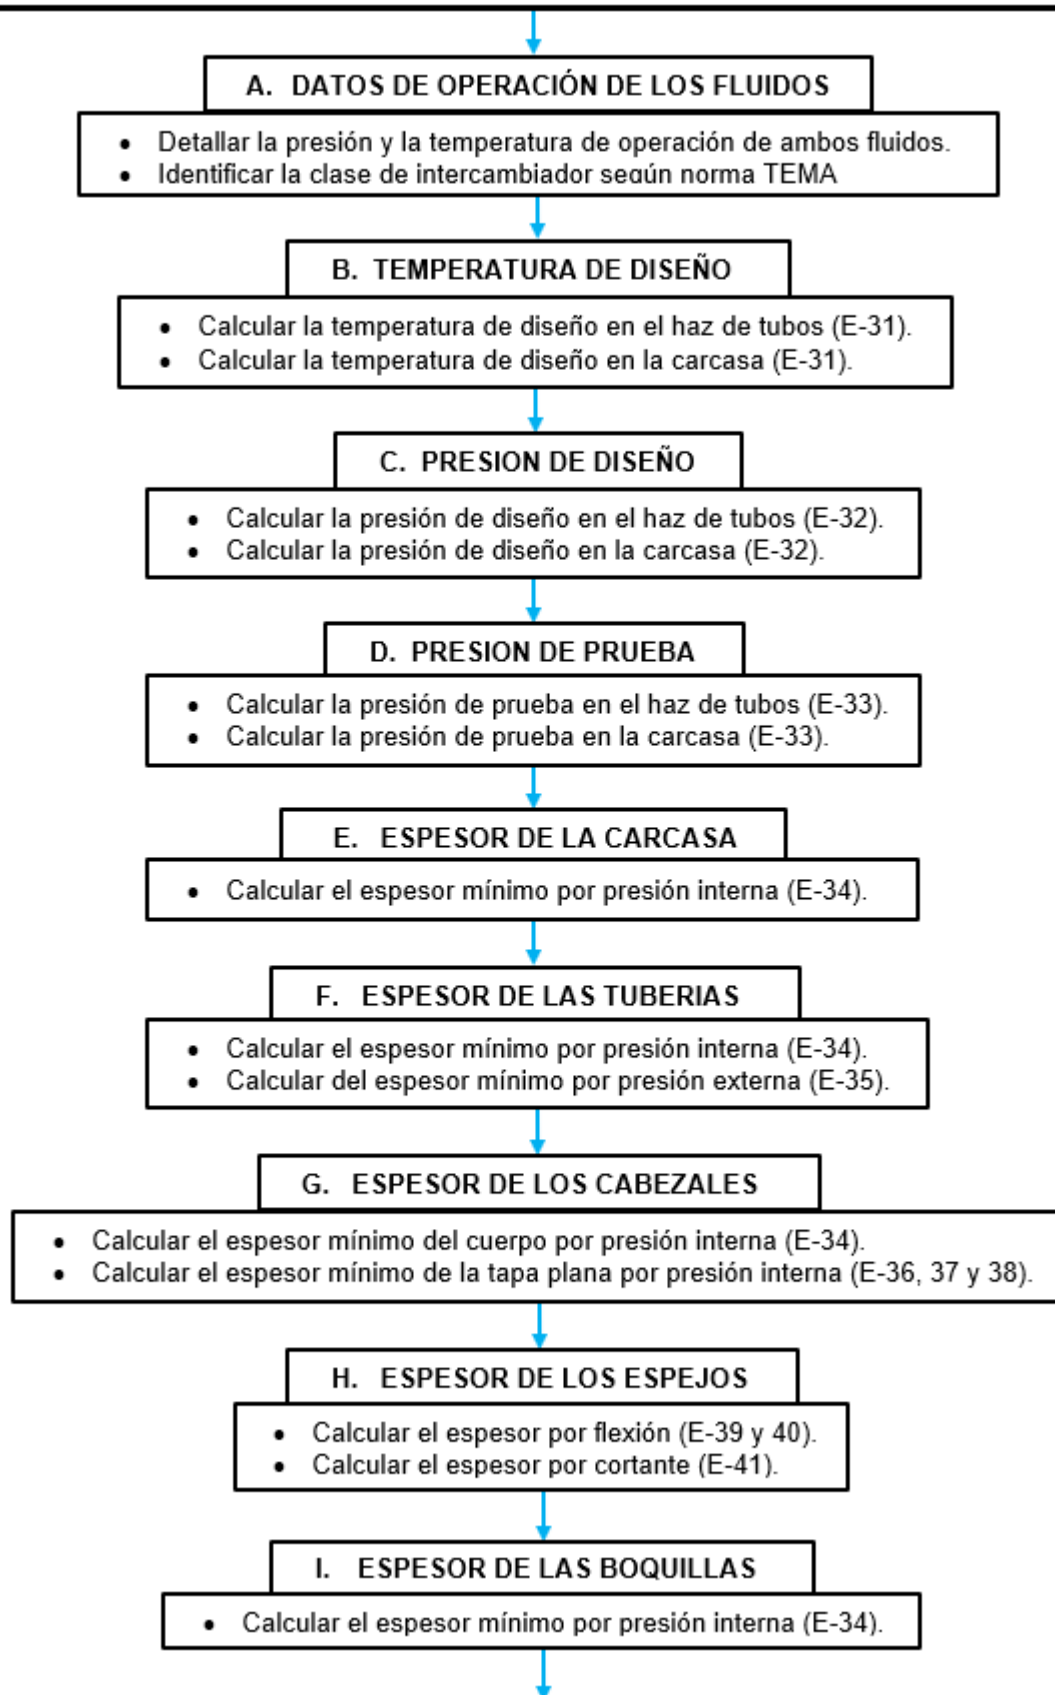 A. DATOS DE OPERACIÓN DE LOS FLUIDOS
• Detallar la presión y la temperatura de operación de ambos fluidos.
• Identificar la clase de intercambiador según norma TEMA
B. TEMPERATURA DE DISEÑO
• Calcular la temperatura de diseño en el haz de tubos (E-31).
• Calcular la temperatura de diseño en la carcasa (E-31).
C. PRESION DE DISEÑO
• Calcular la presión de diseño en el haz de tubos (E-32).
• Calcular la presión de diseño en la carcasa (E-32).
D. PRESION DE PRUEBA
• Calcular la presión de prueba en el haz de tubos (E-33).
• Calcular la presión de prueba en la carcasa (E-33).
E. ESPESOR DE LA CARCASA
• Calcular el espesor mínimo por presión interna (E-34).
F. ESPESOR DE LAS TUBERIAS
• Calcular el espesor mínimo por presión interna (E-34).
• Calcular del espesor mínimo por presión externa (E-35).
G. ESPESOR DE LOS CABEZALES
• Calcular el espesor mínimo del cuerpo por presión interna (E-34).
• Calcular el espesor mínimo de la tapa plana por presión interna (E-36, 37 y 38).
H. ESPESOR DE LOS ESPEJOS
• Calcular el espesor por flexión (E-39 y 40).
• Calcular el espesor por cortante (E-41).
I. ESPESOR DE LAS BOQUILLAS
• Calcular el espesor mínimo por presión interna (E-34).